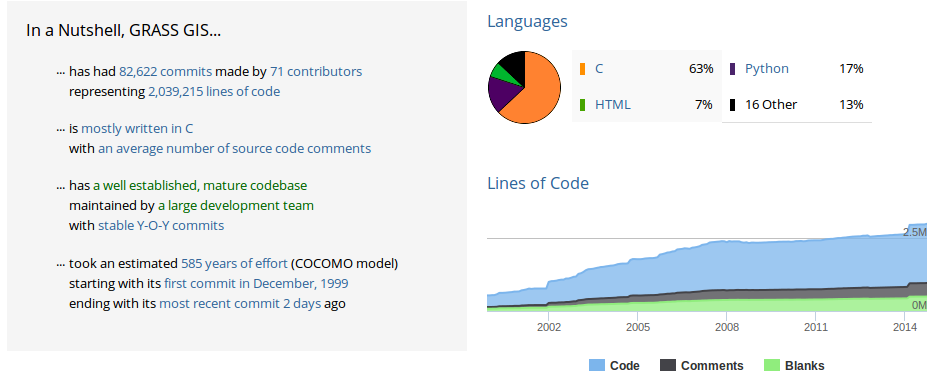 In a Nutshell, GRASS GIS...
... has had 82,622 commits made by 71 contributors
representing 2,039,215 lines of code
... is mostly written in C
with an average number of source code comments
... has a well established, mature codebase
maintained by a large development team
with stable Y-O-Y commits
... took an estimated 585 years of effort (COCOMO model)
starting with its first commit in December, 1999
ending with its most recent commit 2 days ago
Languages
C 63% Python 17%
HTML 7% 16 Other 13%
Lines of Code
2.5M
0M
2002 2005 2008 2011 2014
Code Comments Blanks